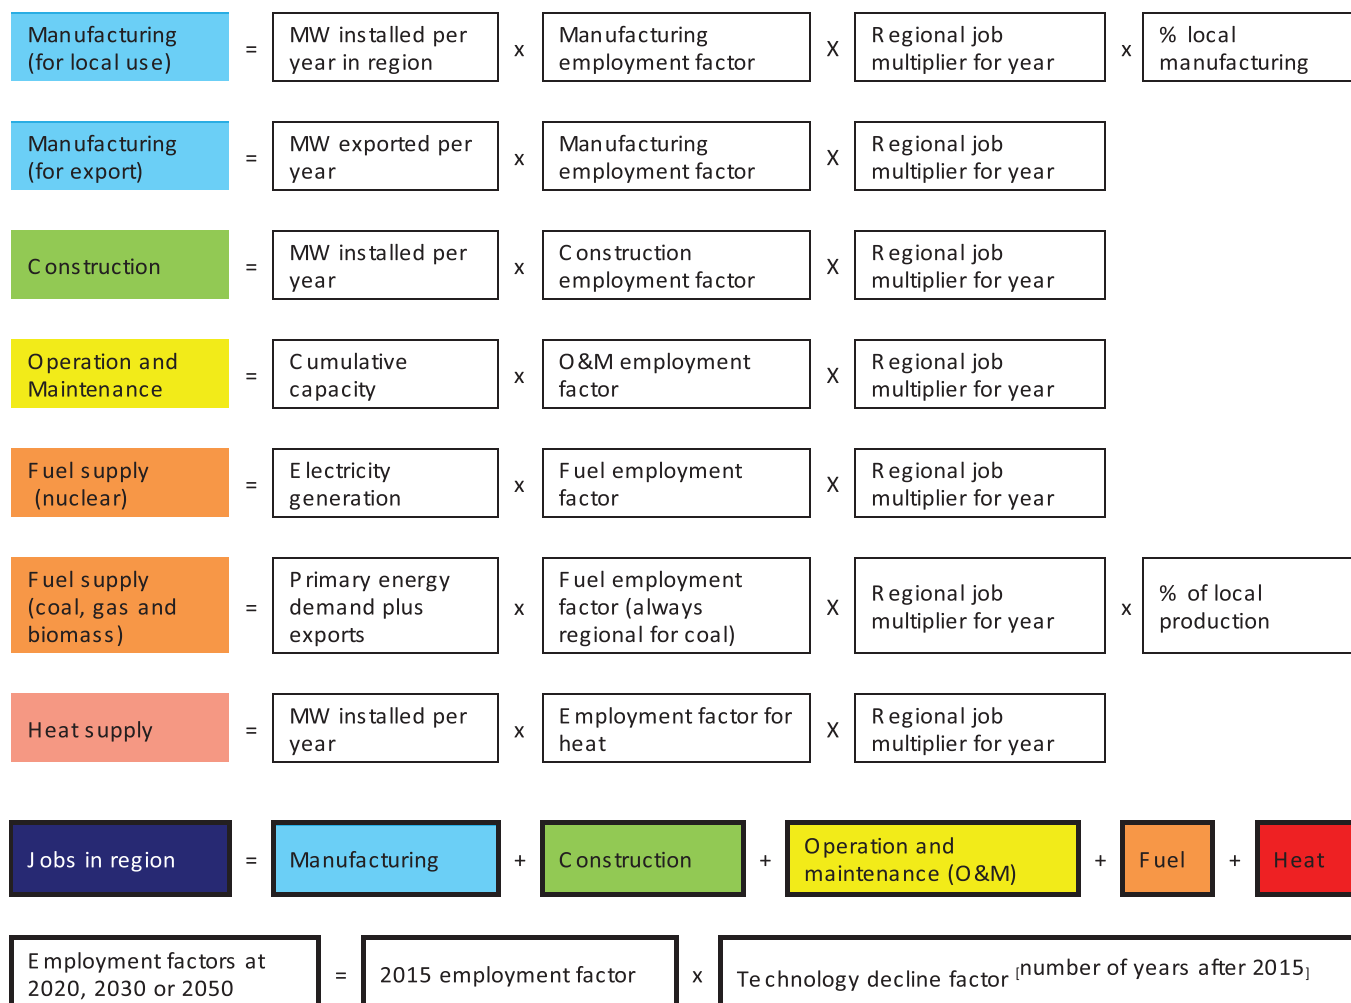 Manufacturing
(for local use)
=
MW installed per
year in region
x
Manufacturing
employment factor
X
Regional job
multiplier for year
x
% local
manufacturing
Manufacturing
(for export)
=
MW exported per
year
x
Manufacturing
employment factor
X
Regional job
multiplier for year
Construction
=
MW installed per
year
x
Construction
employment factor
X
Regional job
multiplier for year
Operation and
Maintenance
=
Cumulative
capacity
x
O&M employment
factor
X
Regional job
multiplier for year
Fuel supply
(nuclear)
=
Electricity
generation
x
Fuel employment
factor
X
Regional job
multiplier for year
Fuel supply
(coal, gas and
biomass)
=
Primary energy
demand plus
exports
x
Fuel employment
factor (always
regional for coal)
X
Regional job
multiplier for year
x
% of local
production
Heat supply
=
MW installed per
year
x
Employment factor for
heat
X
Regional job
multiplier for year
Jobs in region
=
Manufacturing
+
Construction
+
Operation and
maintenance (O&M)
+
Fuel
+
Heat
Employment factors at
2020, 2030 or 2050
=
2015 employment factor
x
Technology decline factor [number of years after 2015]